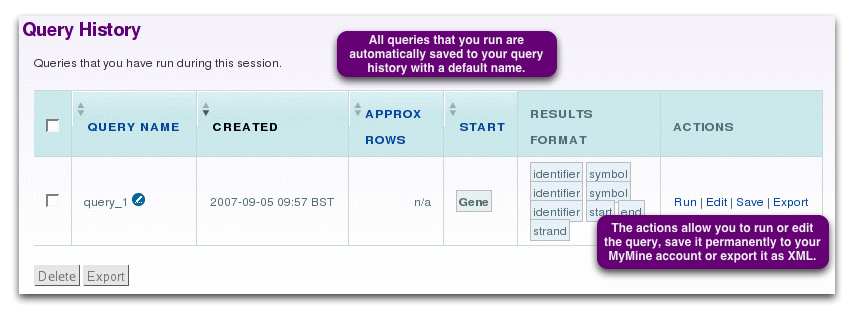 Query History
All queries that you run are
automatically saved to your query
history with a default name.
Queries that you have run during this session.
QUERY NAME
CREATED
APPROX
ROWS
START
RESULTS
FORMAT
ACTIONS
query_1
2007-09-05 09:57 BST
n/a
Gene
identifier symbol
identifier symbol
identifier start end
strand
Run | Edit | Save | Export
The actions allow you to run or edit
the query, save it permanently to your
MyMine account or export it as XML.
Delete Export